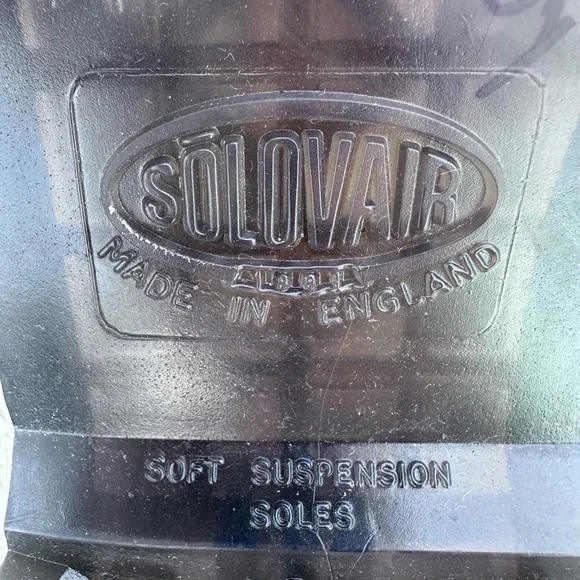 SŌLOVAIR
MADE IN ENGLAND
SOFT SUSPENSION
SOLES